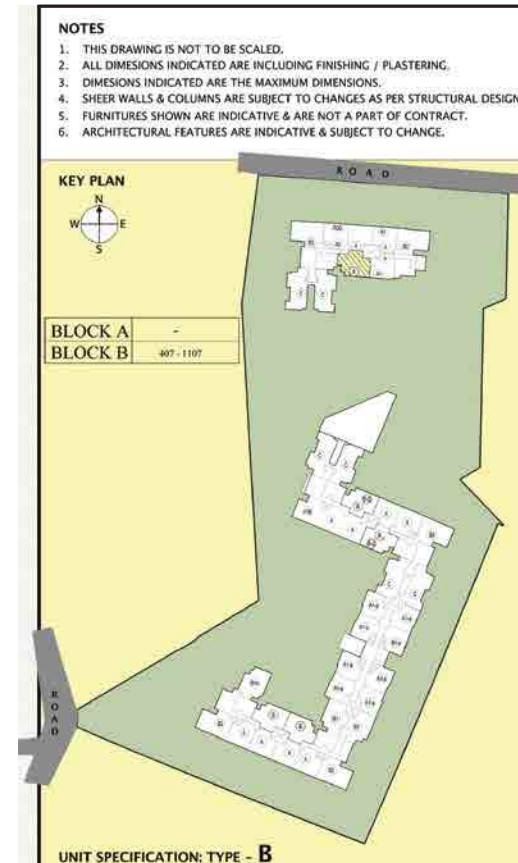 NOTES
1. THIS DRAWING IS NOT TO BE SCALED.
2. ALL DIMESIONS INDICATED ARE INCLUDING FINISHING / PLASTERING.
3. DIMESIONS INDICATED ARE THE MAXIMUM DIMENSIONS.
4. SHEER WALLS & COLUMNS ARE SUBJECT TO CHANGES AS PER STRUCTURAL DESIGN
5. FURNITURES SHOWN ARE INDICATIVE & ARE NOT A PART OF CONTRACT.
6. ARCHITECTURAL FEATURES ARE INDICATIVE & SUBJECT TO CHANGE.
ROAD
KEY PLAN
N
W E
S
BLOCK A -
BLOCK B 407 - 1107
ROAD
UNIT SPECIFICATION: TYPE - B